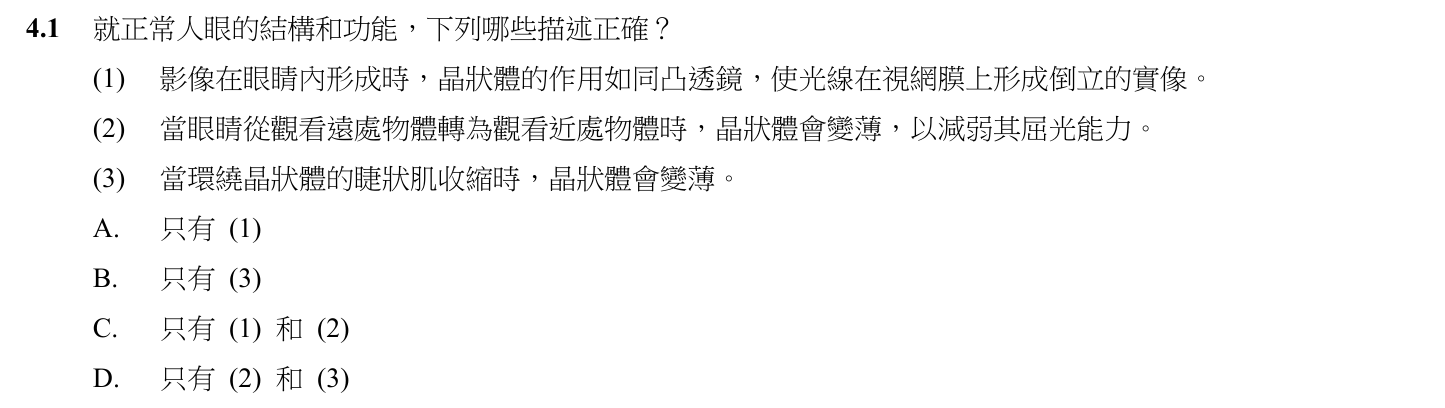 4.1 就正常人眼的結構和功能，下列哪些描述正確？
(1) 影像在眼睛內形成時，晶狀體的作用如同凸透鏡，使光線在視網膜上形成倒立的實像。
(2) 當眼睛從觀看遠處物體轉為觀看近處物體時，晶狀體會變薄，以減弱其屈光能力。
(3) 當環繞晶狀體的睫狀肌收縮時，晶狀體會變薄。
A. 只有 (1)
B. 只有 (3)
C. 只有 (1) 和 (2)
D. 只有 (2) 和 (3)